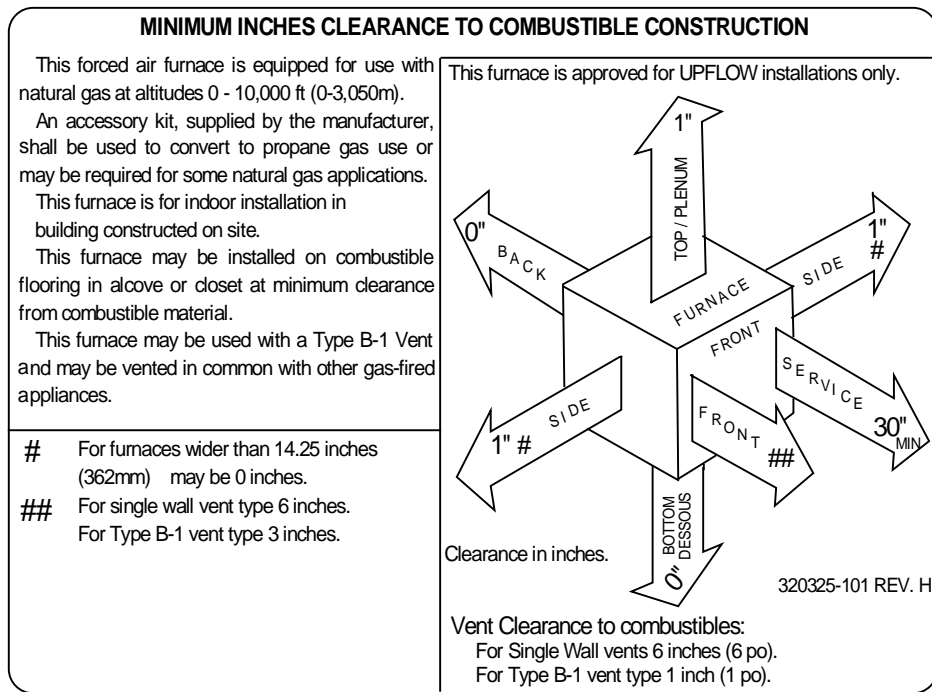 MINIMUM INCHES CLEARANCE TO COMBUSTIBLE CONSTRUCTION
This forced air furnace is equipped for use with
natural gas at altitudes 0 - 10,000 ft (0-3,050m).
An accessory kit, supplied by the manufacturer,
shall be used to convert to propane gas use or
may be required for some natural gas applications.
This furnace is for indoor installation in
building constructed on site.
This furnace may be installed on combustible
flooring in alcove or closet at minimum clearance
from combustible material.
This furnace may be used with a Type B-1 Vent
and may be vented in common with other gas-fired
appliances.
# For furnaces wider than 14.25 inches
(362mm) may be 0 inches.
## For single wall vent type 6 inches.
For Type B-1 vent type 3 inches.
This furnace is approved for UPFLOW installations only.
1"
TOP / PLENUM
0"
BACK
1"
#
SIDE
FURNACE
FRONT
SERVICE
30" MIN
SIDE
1" #
FRONT
##
BOTTOM
DESSOUS
0"
Clearance in inches.
320325-101 REV. H
Vent Clearance to combustibles:
For Single Wall vents 6 inches (6 po).
For Type B-1 vent type 1 inch (1 po).